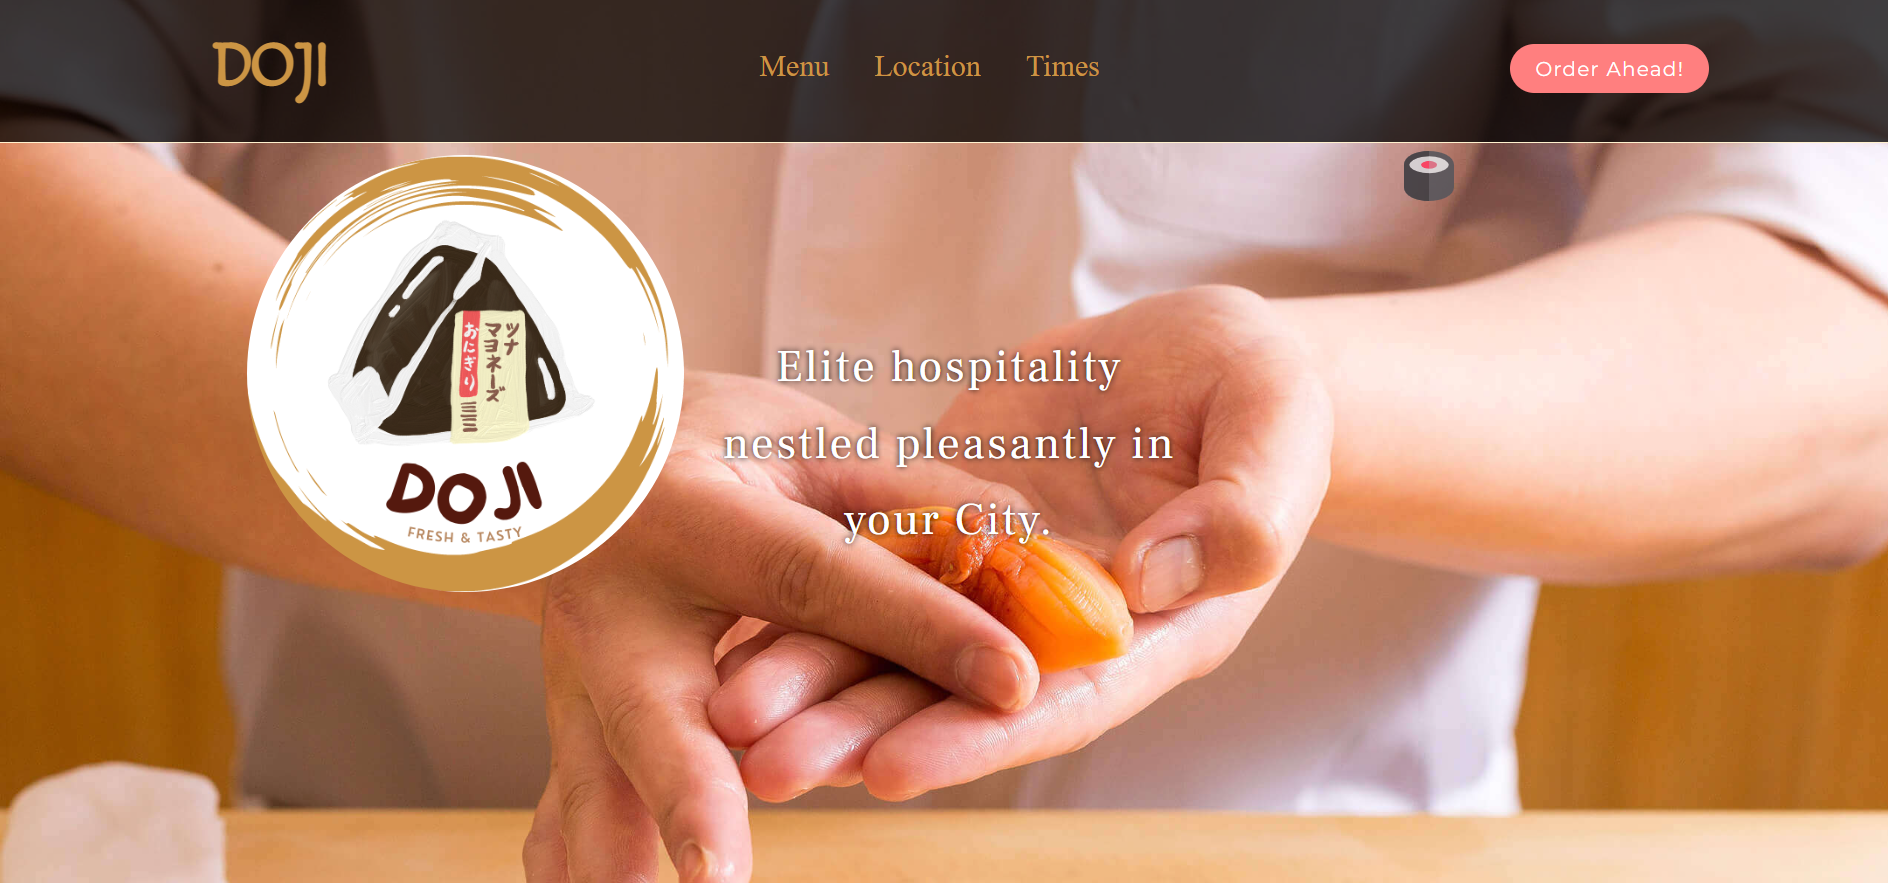 DOJI
Menu
Location
Times
Order Ahead!
ツナ
マヨネーズ
おにぎり
DOJI
FRESH & TASTY
Elite hospitality
nestled pleasantly in
your City.